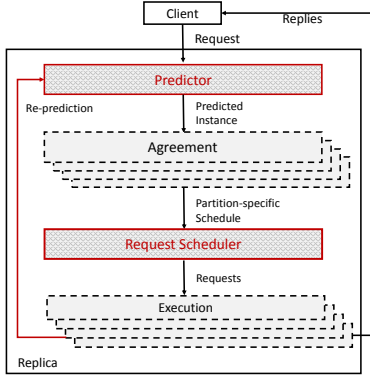 Client
Replies
Request
Predictor
Re-prediction
Predicted
Instance
Agreement
Partition-specific
Schedule
Request Scheduler
Requests
Execution
Replica